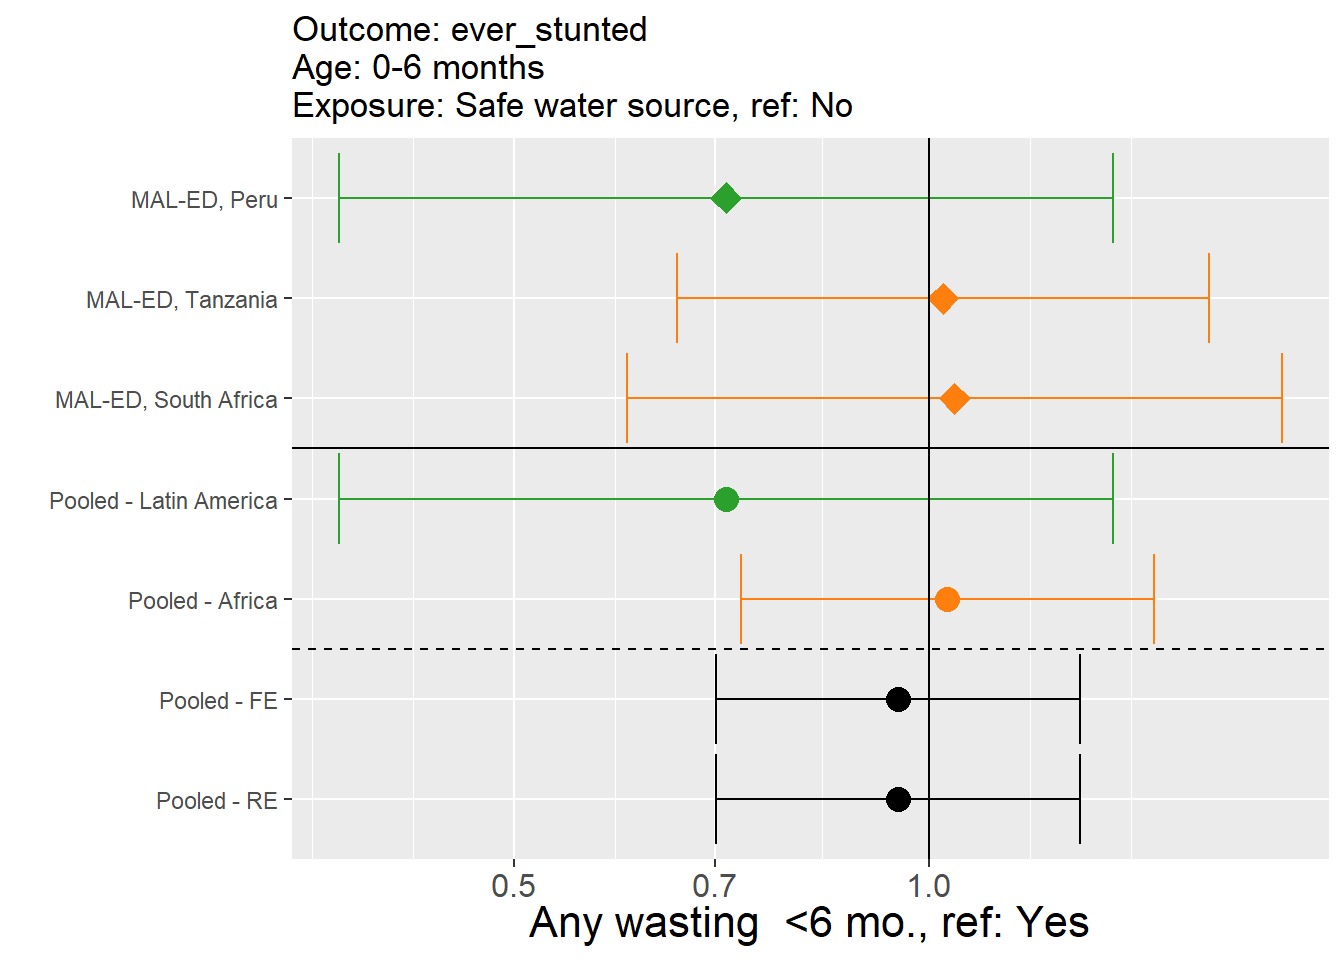 Outcome: ever_stunted
Age: 0-6 months
Exposure: Safe water source, ref: No
MAL-ED, Peru
MAL-ED, Tanzania
MAL-ED, South Africa
Pooled - Latin America
Pooled - Africa
Pooled - FE
Pooled - RE
0.5 0.7 1.0
Any wasting  <6 mo., ref: Yes